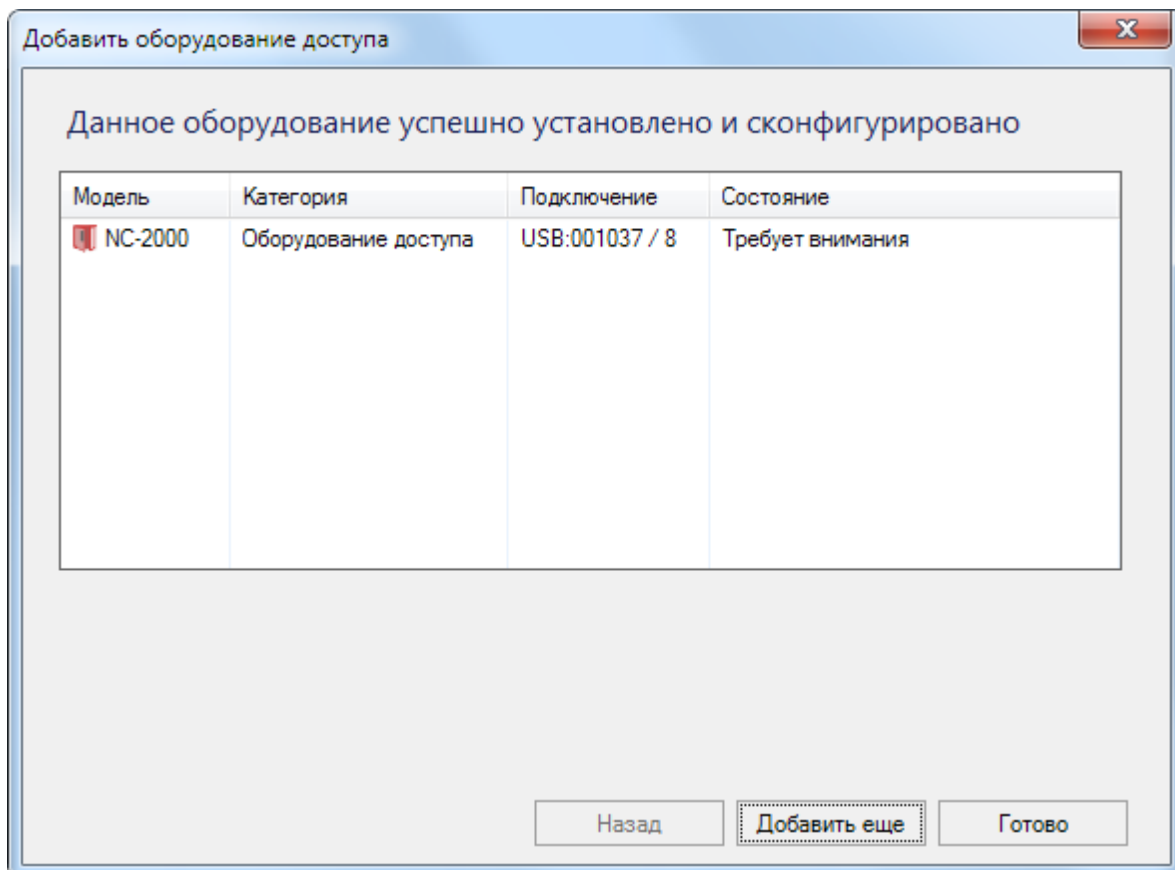 Добавить оборудование доступа
Данное оборудование успешно установлено и сконфигурировано
Модель Категория Подключение Состояние
NC-2000 Оборудование доступа USB:001037 / 8 Требует внимания
Назад Добавить еще Готово